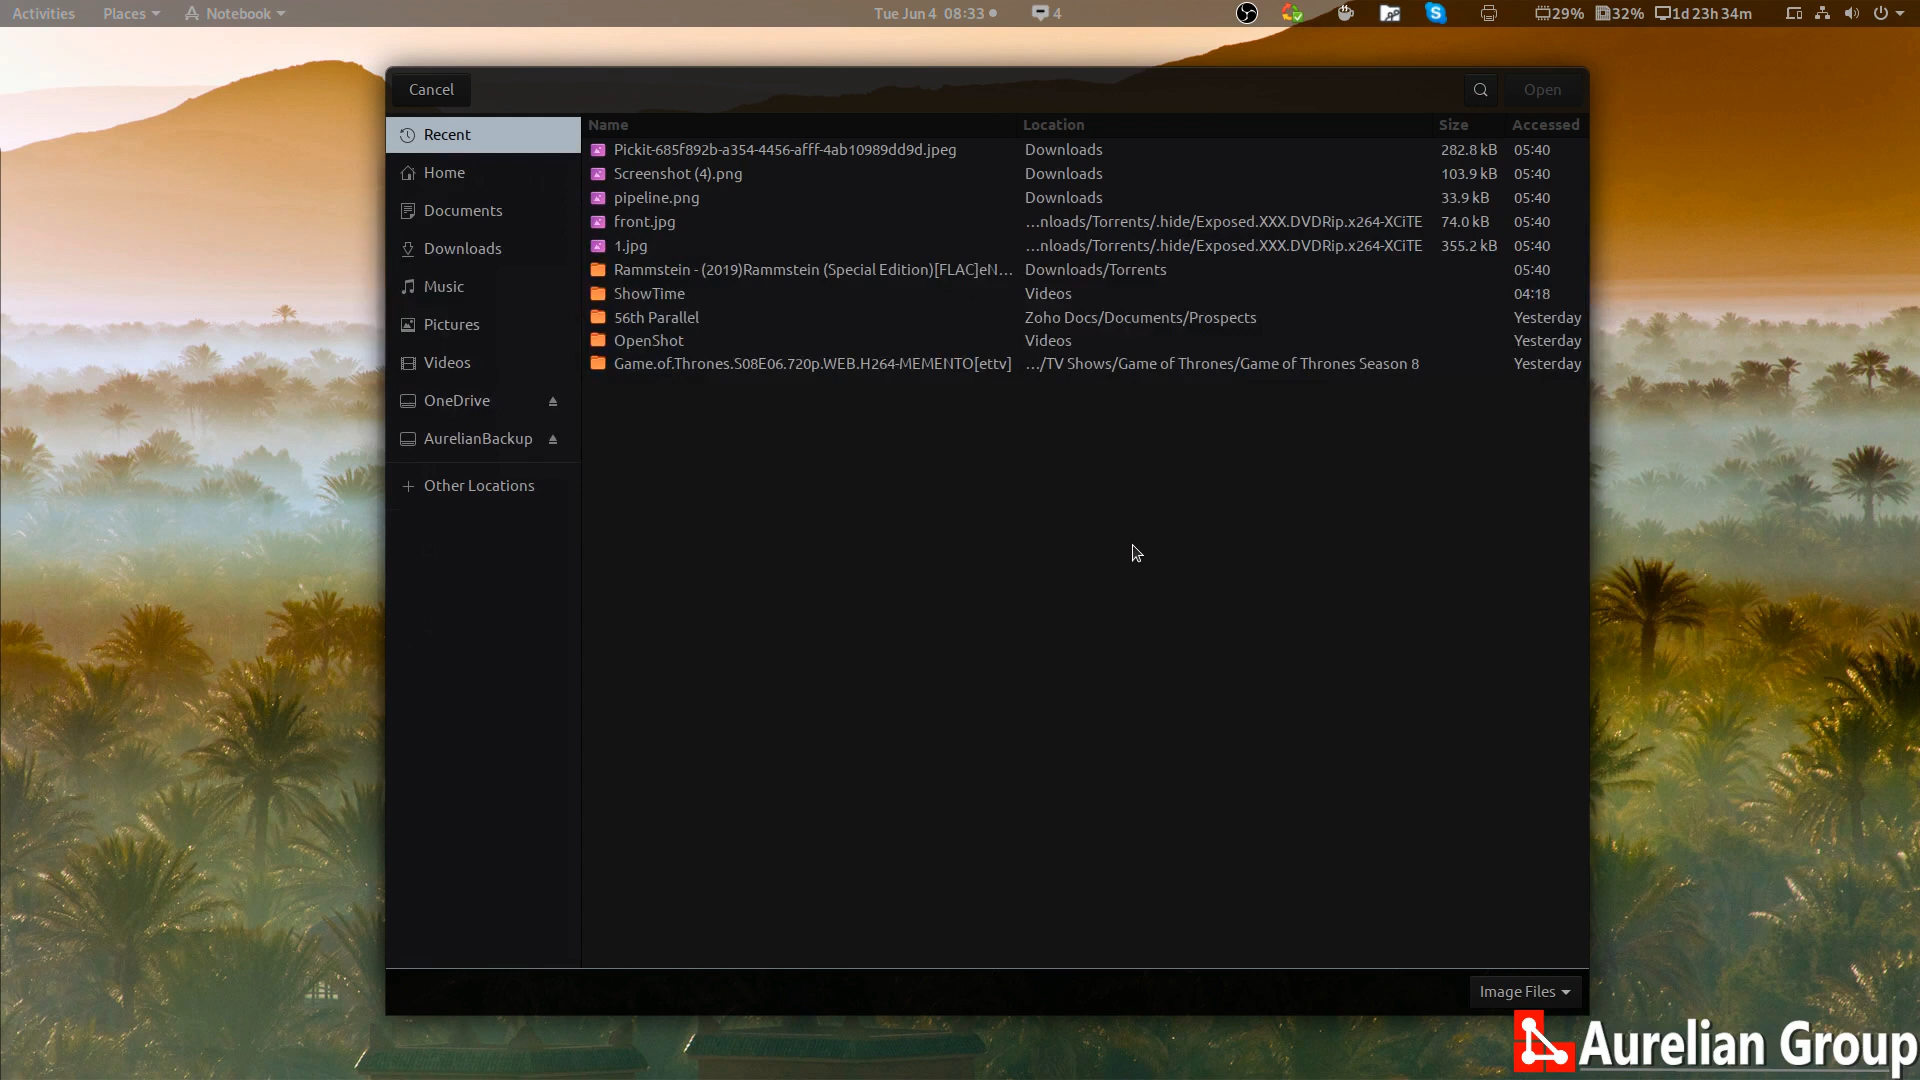 Activities Places Notebook Tue Jun 4 08:33 4 29% 32% 1d 23h 34m
Cancel Open
Recent
Home
Documents
Downloads
Music
Pictures
Videos
OneDrive
AurelianBackup
Other Locations
Name Location Size Accessed
Pickit-685f892b-a354-4456-afff-4ab10989dd9d.jpeg Downloads 282.8 kB 05:40
Screenshot (4).png Downloads 103.9 kB 05:40
pipeline.png Downloads 33.9 kB 05:40
front.jpg …nloads/Torrents/.hide/Exposed.XXX.DVDRip.x264-XCiTE 74.0 kB 05:40
1.jpg …nloads/Torrents/.hide/Exposed.XXX.DVDRip.x264-XCiTE 355.2 kB 05:40
Rammstein - (2019)Rammstein (Special Edition)[FLAC]eN… Downloads/Torrents 05:40
ShowTime Videos 04:18
56th Parallel Zoho Docs/Documents/Prospects Yesterday
OpenShot Videos Yesterday
Game.of.Thrones.S08E06.720p.WEB.H264-MEMENTO[ettv] …/TV Shows/Game of Thrones/Game of Thrones Season 8 Yesterday
Image Files
Aurelian Group